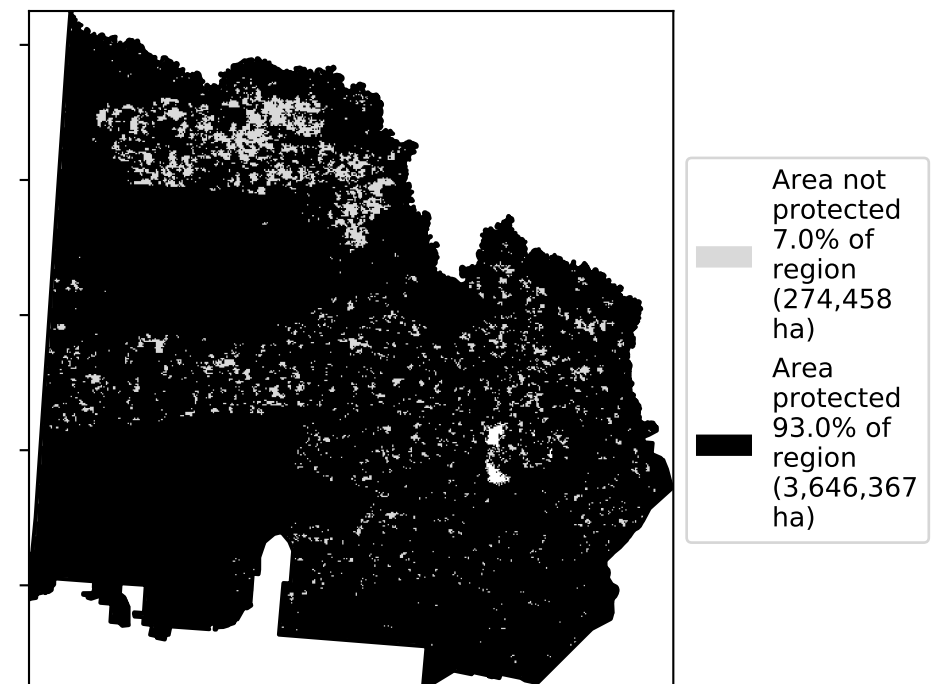 Area not
protected
7.0% of
region
(274,458
ha)
Area
protected
93.0% of
region
(3,646,367
ha)